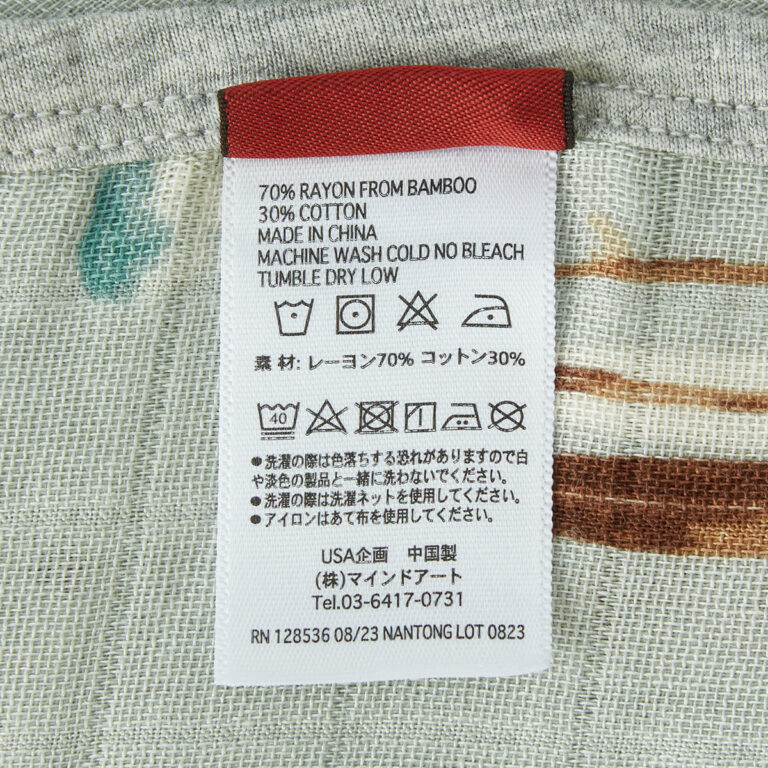 70% RAYON FROM BAMBOO
30% COTTON
MADE IN CHINA
MACHINE WASH COLD NO BLEACH
TUMBLE DRY LOW
素 材: レーヨン70% コットン30%
40
●洗濯の際は色落ちする恐れがありますので白
や淡色の製品と一緒に洗わないでください。
●洗濯の際は洗濯ネットを使用してください。
●アイロンはあて布を使用してください。
USA企画 中国製
(株)マインドアート
Tel.03-6417-0731
RN 128536 08/23 NANTONG LOT 0823